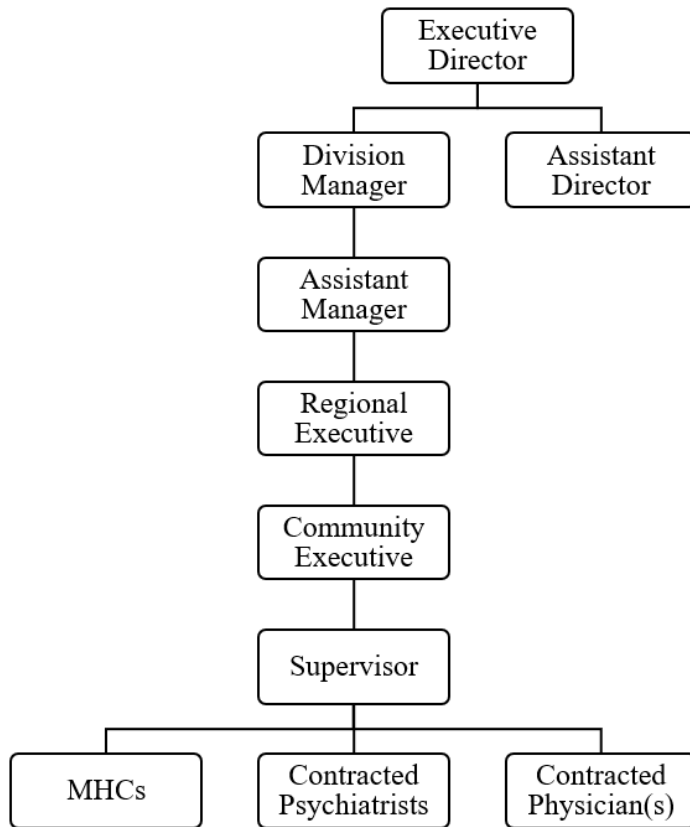 Executive
Director
Division
Manager
Assistant
Director
Assistant
Manager
Regional
Executive
Community
Executive
Supervisor
MHCs
Contracted
Psychiatrists
Contracted
Physician(s)